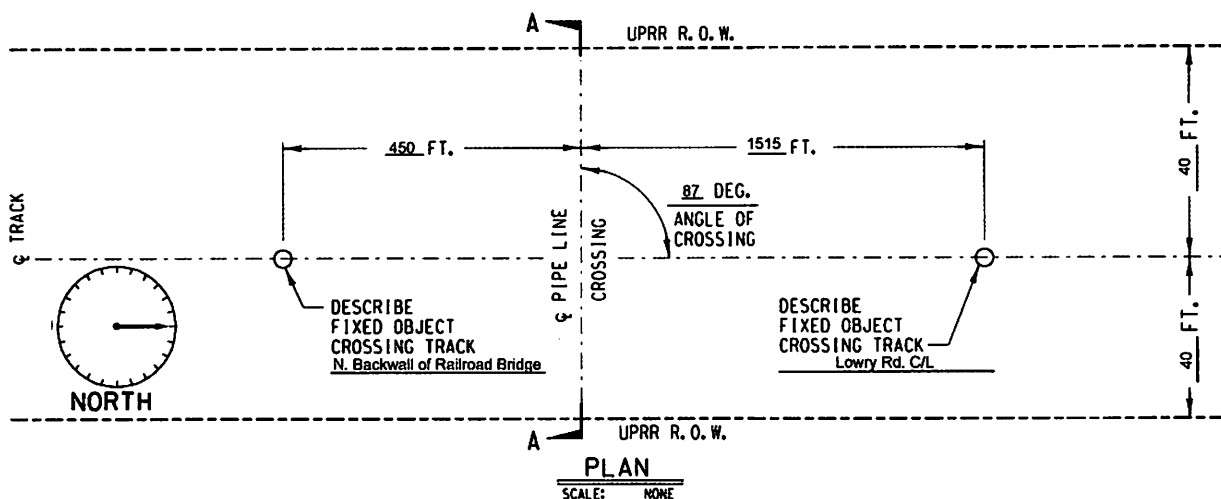 A
UPRR R.O.W.
450 FT.
1515 FT.
40 FT.
87 DEG.
ANGLE OF
CROSSING
℄ TRACK
℄ PIPE LINE
CROSSING
DESCRIBE
FIXED OBJECT
CROSSING TRACK
N. Backwall of Railroad Bridge
DESCRIBE
FIXED OBJECT
CROSSING TRACK
Lowry Rd. C/L
40 FT.
NORTH
A
UPRR R.O.W.
PLAN
SCALE: NONE